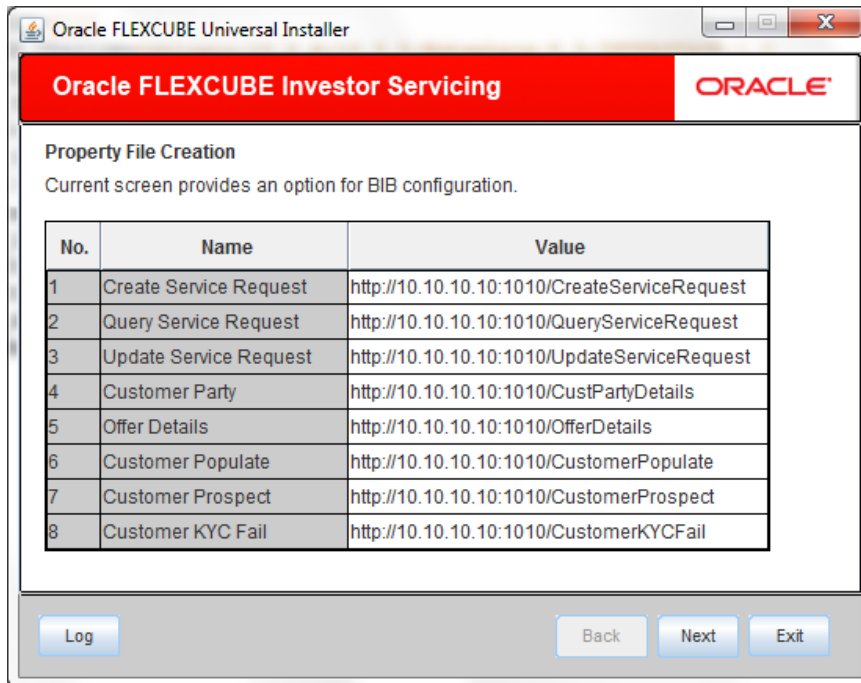 Oracle FLEXCUBE Universal Installer
Oracle FLEXCUBE Investor Servicing
ORACLE
Property File Creation
Current screen provides an option for BIB configuration.
No. Name Value
1 Create Service Request http://10.10.10.10:1010/CreateServiceRequest
2 Query Service Request http://10.10.10.10:1010/QueryServiceRequest
3 Update Service Request http://10.10.10.10:1010/UpdateServiceRequest
4 Customer Party http://10.10.10.10:1010/CustPartyDetails
5 Offer Details http://10.10.10.10:1010/OfferDetails
6 Customer Populate http://10.10.10.10:1010/CustomerPopulate
7 Customer Prospect http://10.10.10.10:1010/CustomerProspect
8 Customer KYC Fail http://10.10.10.10:1010/CustomerKYCFail
Log Back Next Exit